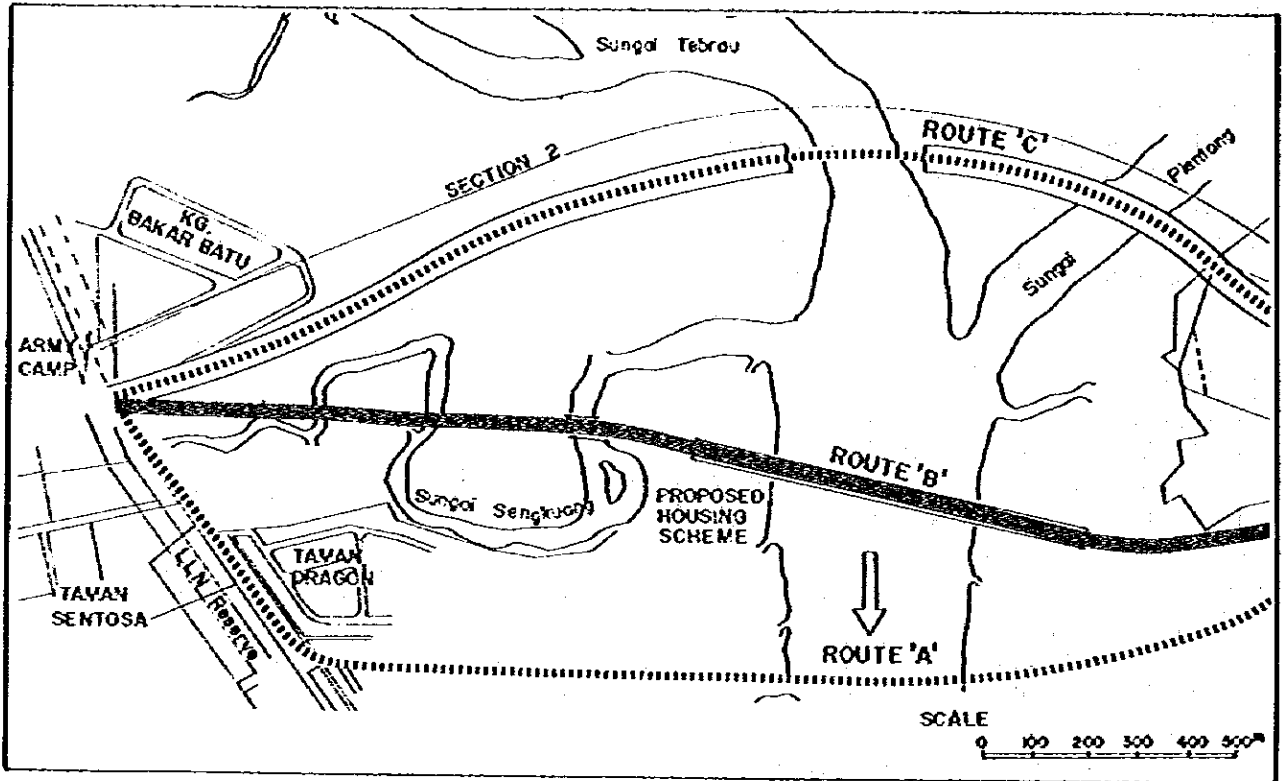 Sungai Tebrau
ROUTE 'C'
Plentong
SECTION 2
KG.
BAKAR BATU
Sungai
ARMY
CAMP
ROUTE 'B'
Sungai Sengkuang
PROPOSED
HOUSING
SCHEME
TAMAN
DRAGON
TAMAN
SENTOSA
LLN Reserve
ROUTE 'A'
SCALE
0 100 200 300 400 500m